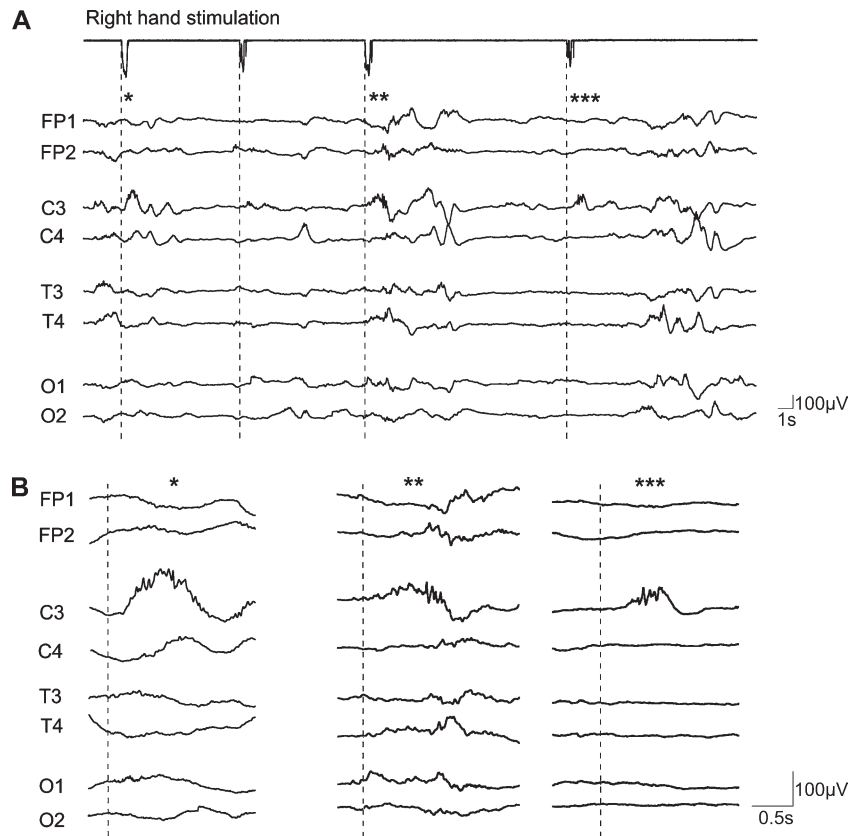 A
Right hand stimulation
* ** ***
FP1
FP2
C3
C4
T3
T4
O1
O2
100μV
1s
B
* ** ***
FP1
FP2
C3
C4
T3
T4
O1
O2
100μV
0.5s